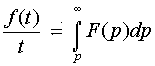 f(t)/t = ∫_p^∞ F(p)dp